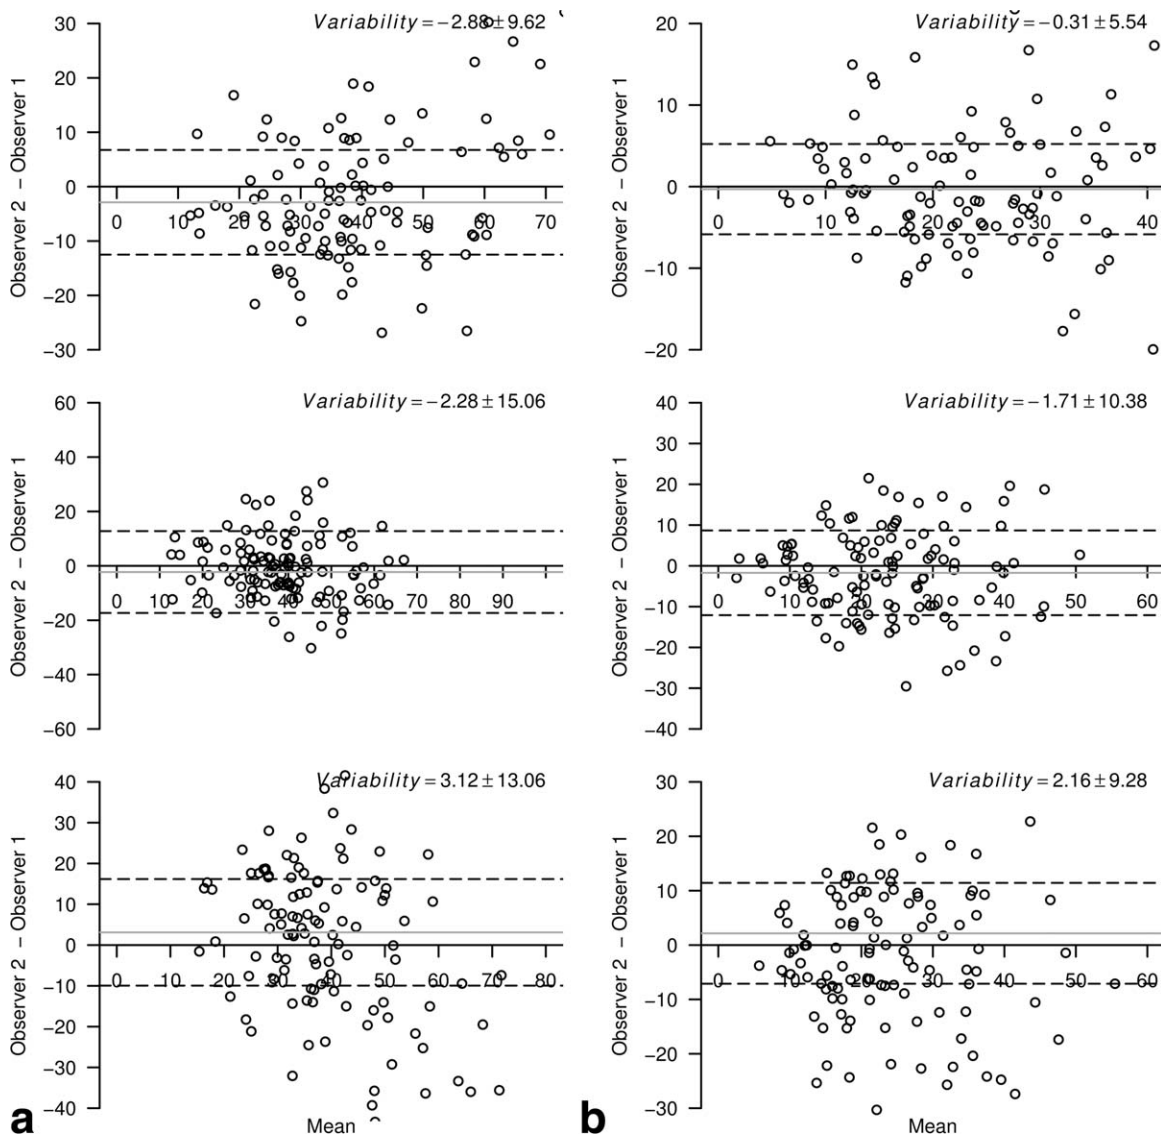 Variability=−2.88±9.62
Observer 2 − Observer 1
30
20
10
0
−10
−20
−30
0 10 20 30 40 50 60 70
Variability=−0.31±5.54
Observer 2 − Observer 1
20
10
0
−10
−20
0 10 20 30 40
Variability=−2.28±15.06
Observer 2 − Observer 1
60
40
20
0
−20
−40
−60
0 10 20 30 40 50 60 70 80 90
Variability=−1.71±10.38
Observer 2 − Observer 1
40
30
20
10
0
−10
−20
−30
−40
0 10 20 30 40 50 60
Variability=3.12±13.06
Observer 2 − Observer 1
40
30
20
10
0
−10
−20
−30
−40
0 10 20 30 40 50 60 70 80
Mean
a
Variability=2.16±9.28
Observer 2 − Observer 1
30
20
10
0
−10
−20
−30
0 10 20 30 40 50 60
Mean
b